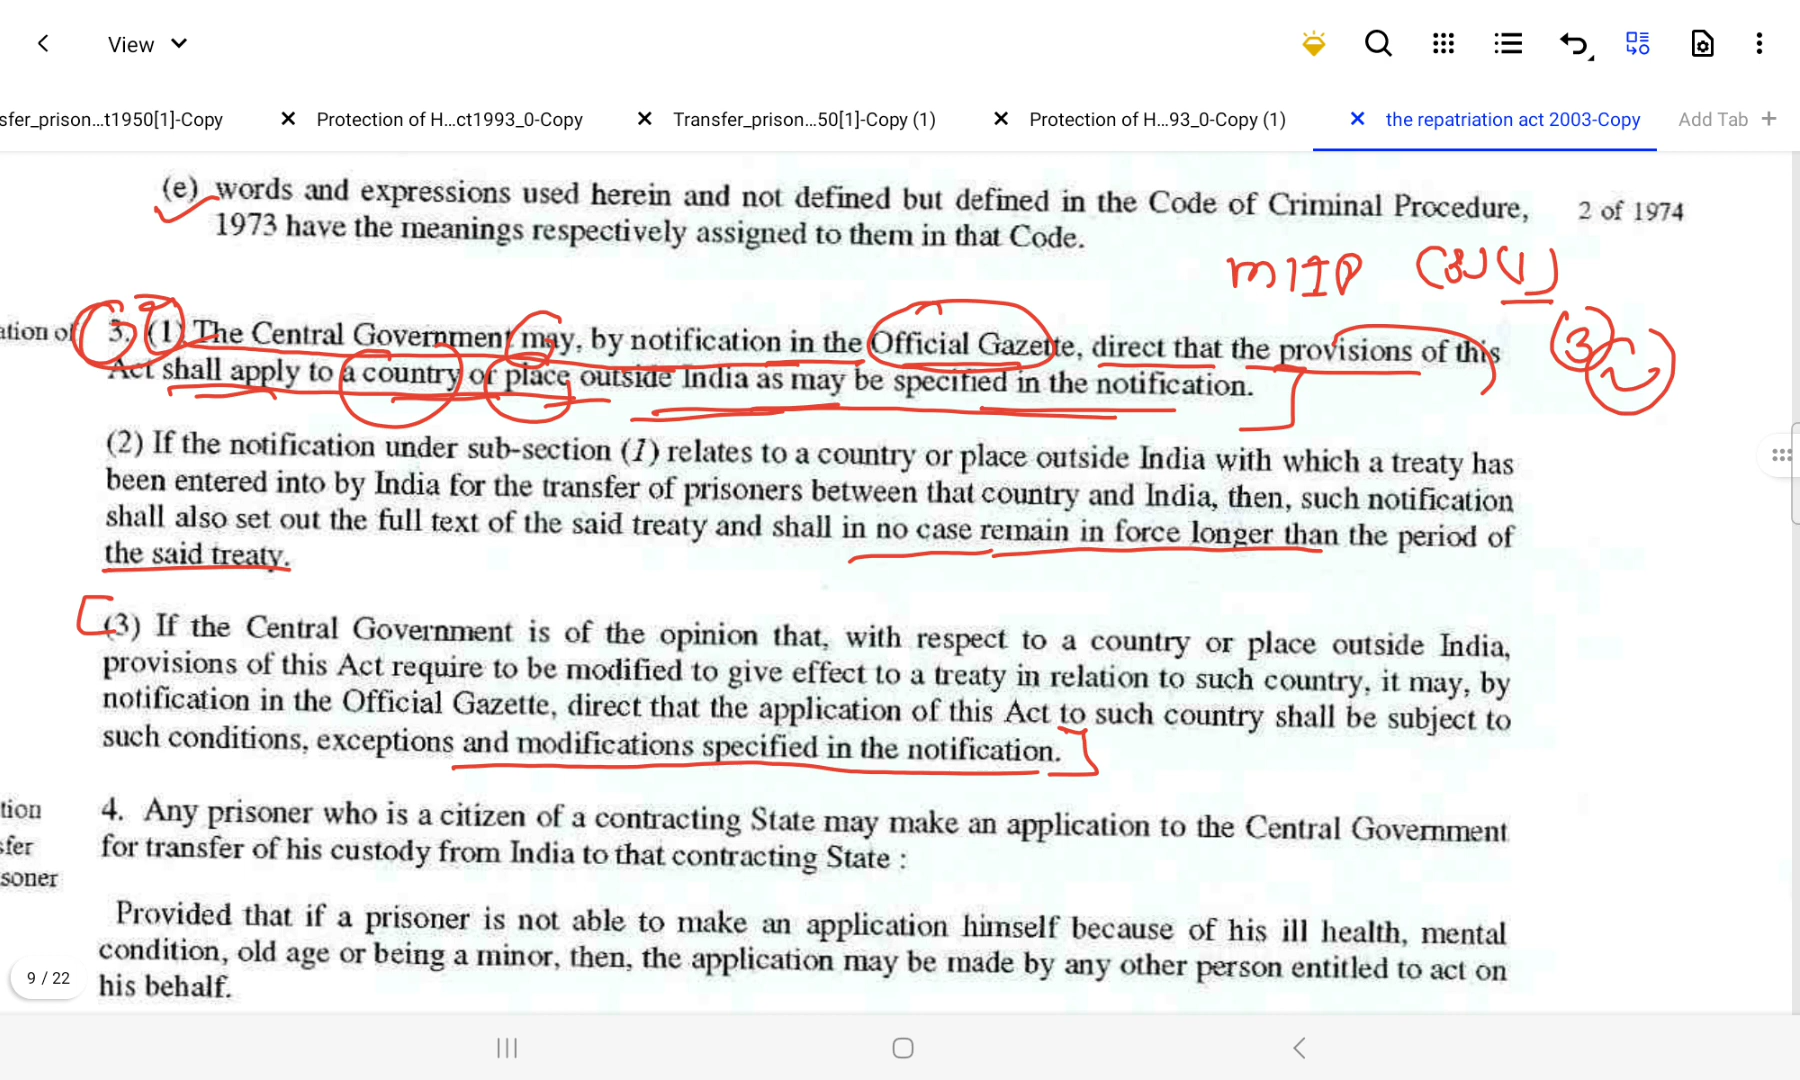 View
sfer_prison...t1950[1]-Copy
Protection of H...ct1993_0-Copy
Transfer_prison...50[1]-Copy (1)
Protection of H...93_0-Copy (1)
the repatriation act 2003-Copy
Add Tab +
(e) words and expressions used herein and not defined but defined in the Code of Criminal Procedure, 2 of 1974
1973 have the meanings respectively assigned to them in that Code.
(3)(1)
ation of 3. (1) The Central Government may, by notification in the Official Gazette, direct that the provisions of this
Act shall apply to a country or place outside India as may be specified in the notification.
(2) If the notification under sub-section (1) relates to a country or place outside India with which a treaty has
been entered into by India for the transfer of prisoners between that country and India, then, such notification
shall also set out the full text of the said treaty and shall in no case remain in force longer than the period of
the said treaty.
(3) If the Central Government is of the opinion that, with respect to a country or place outside India,
provisions of this Act require to be modified to give effect to a treaty in relation to such country, it may, by
notification in the Official Gazette, direct that the application of this Act to such country shall be subject to
such conditions, exceptions and modifications specified in the notification.
tion 4. Any prisoner who is a citizen of a contracting State may make an application to the Central Government
sfer for transfer of his custody from India to that contracting State :
soner
Provided that if a prisoner is not able to make an application himself because of his ill health, mental
condition, old age or being a minor, then, the application may be made by any other person entitled to act on
his behalf.
9 / 22